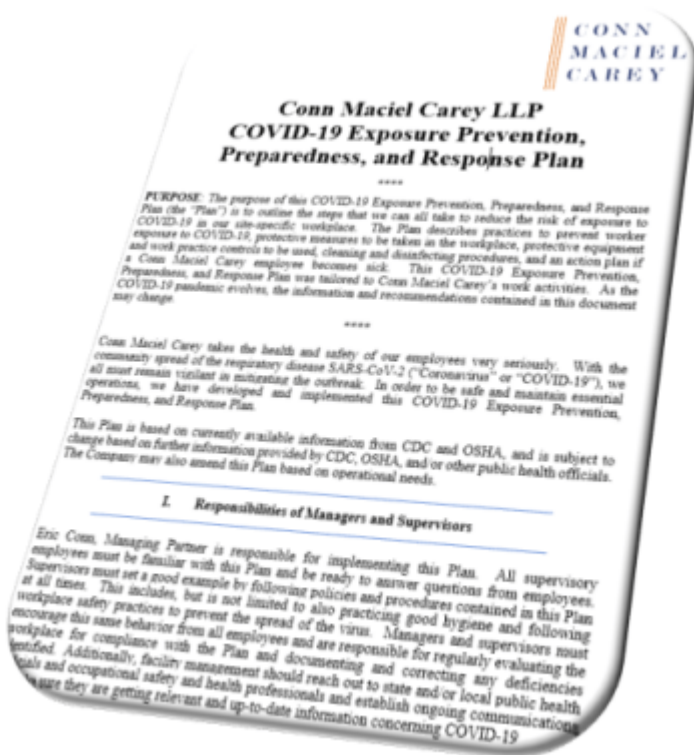 CONN
MACIEL
CAREY
Conn Maciel Carey LLP
COVID-19 Exposure Prevention,
Preparedness, and Response Plan
****
PURPOSE: The purpose of this COVID-19 Exposure Prevention, Preparedness, and Response
Plan (the "Plan") is to outline the steps that we can all take to reduce the risk of exposure to
COVID-19 in our site-specific workplace. The Plan describes practices to prevent worker
exposure to COVID-19, protective measures to be taken in the workplace, protective equipment
and work practice controls to be used, cleaning and disinfecting procedures, and an action plan if
a Conn Maciel Carey employee becomes sick. This COVID-19 Exposure Prevention,
Preparedness, and Response Plan was tailored to Conn Maciel Carey's work activities. As the
COVID-19 pandemic evolves, the information and recommendations contained in this document
may change.
****
Conn Maciel Carey takes the health and safety of our employees very seriously. With the
community spread of the respiratory disease SARS-CoV-2 ("Coronavirus" or "COVID-19"), we
all must remain vigilant in mitigating the outbreak. In order to be safe and maintain essential
operations, we have developed and implemented this COVID-19 Exposure Prevention,
Preparedness, and Response Plan.
This Plan is based on currently available information from CDC and OSHA, and is subject to
change based on further information provided by CDC, OSHA, and/or other public health officials.
The Company may also amend this Plan based on operational needs.
I. Responsibilities of Managers and Supervisors
Eric Conn, Managing Partner is responsible for implementing this Plan. All supervisory
employees must be familiar with this Plan and be ready to answer questions from employees.
Supervisors must set a good example by following policies and procedures contained in this Plan
at all times. This includes, but is not limited to also practicing good hygiene and following
workplace safety practices to prevent the spread of the virus. Managers and supervisors must
encourage this same behavior from all employees and are responsible for regularly evaluating the
workplace for compliance with the Plan and documenting and correcting any deficiencies
entified. Additionally, facility management should reach out to state and/or local public health
cials and occupational safety and health professionals and establish ongoing communications
sure they are getting relevant and up-to-date information concerning COVID-19